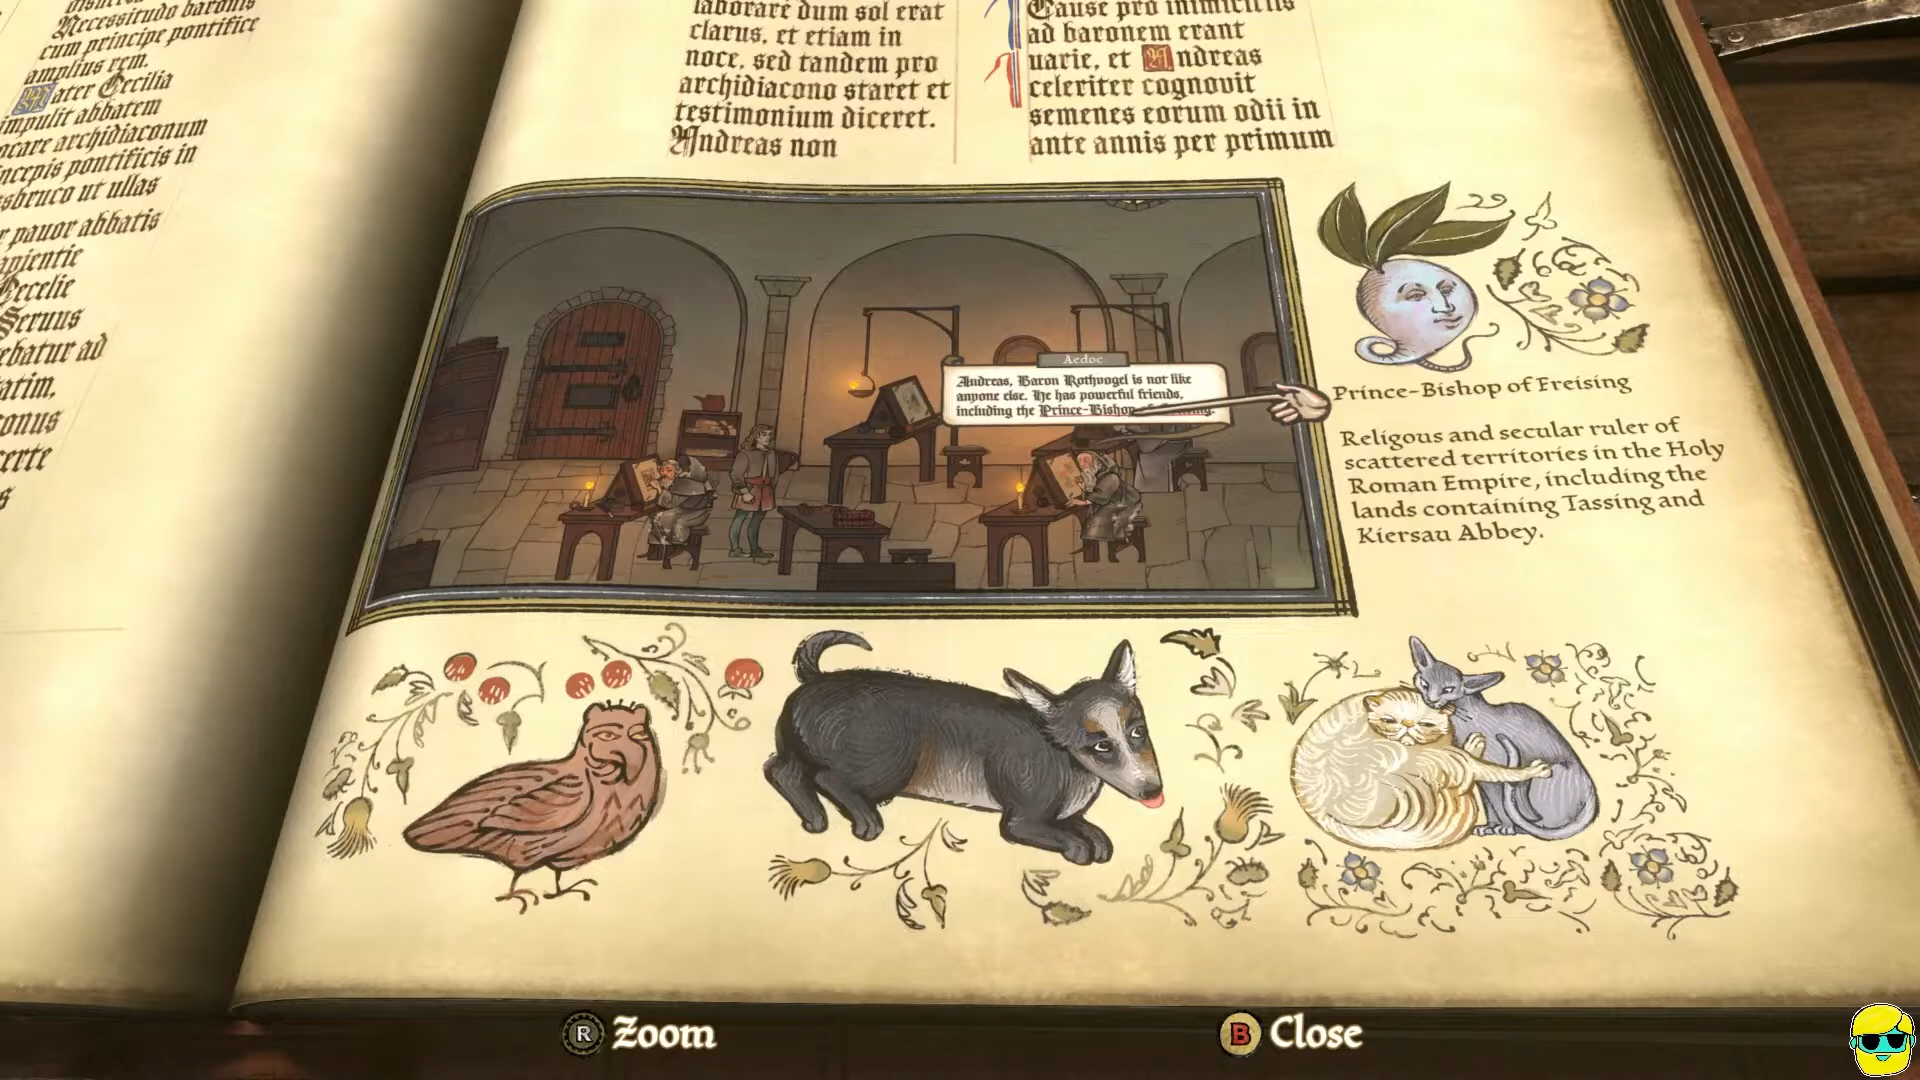 Necessitudo baronis
cum principe pontifice
amplius rem.
Mater Cecilia
impulit abbatem
archidiaconum
pontificis in
ut ullas
pauor abbatis
Cecelie
Seruus
ad
laborare dum sol erat
clarus, et etiam in
noce, sed tandem pro
archidiacono staret et
testimonium diceret.
Andreas non
Cause pro inimicitiis
ad baronem erant
uarie, et Andreas
celeriter cognovit
semenes eorum odii in
ante annis per primum
Aedoc
Andreas, Baron Rothvogel is not like
anyone else. He has powerful friends,
including the Prince-Bishop
Prince-Bishop of Freising
Religous and secular ruler of
scattered territories in the Holy
Roman Empire, including the
lands containing Tassing and
Kiersau Abbey.
R Zoom
B Close